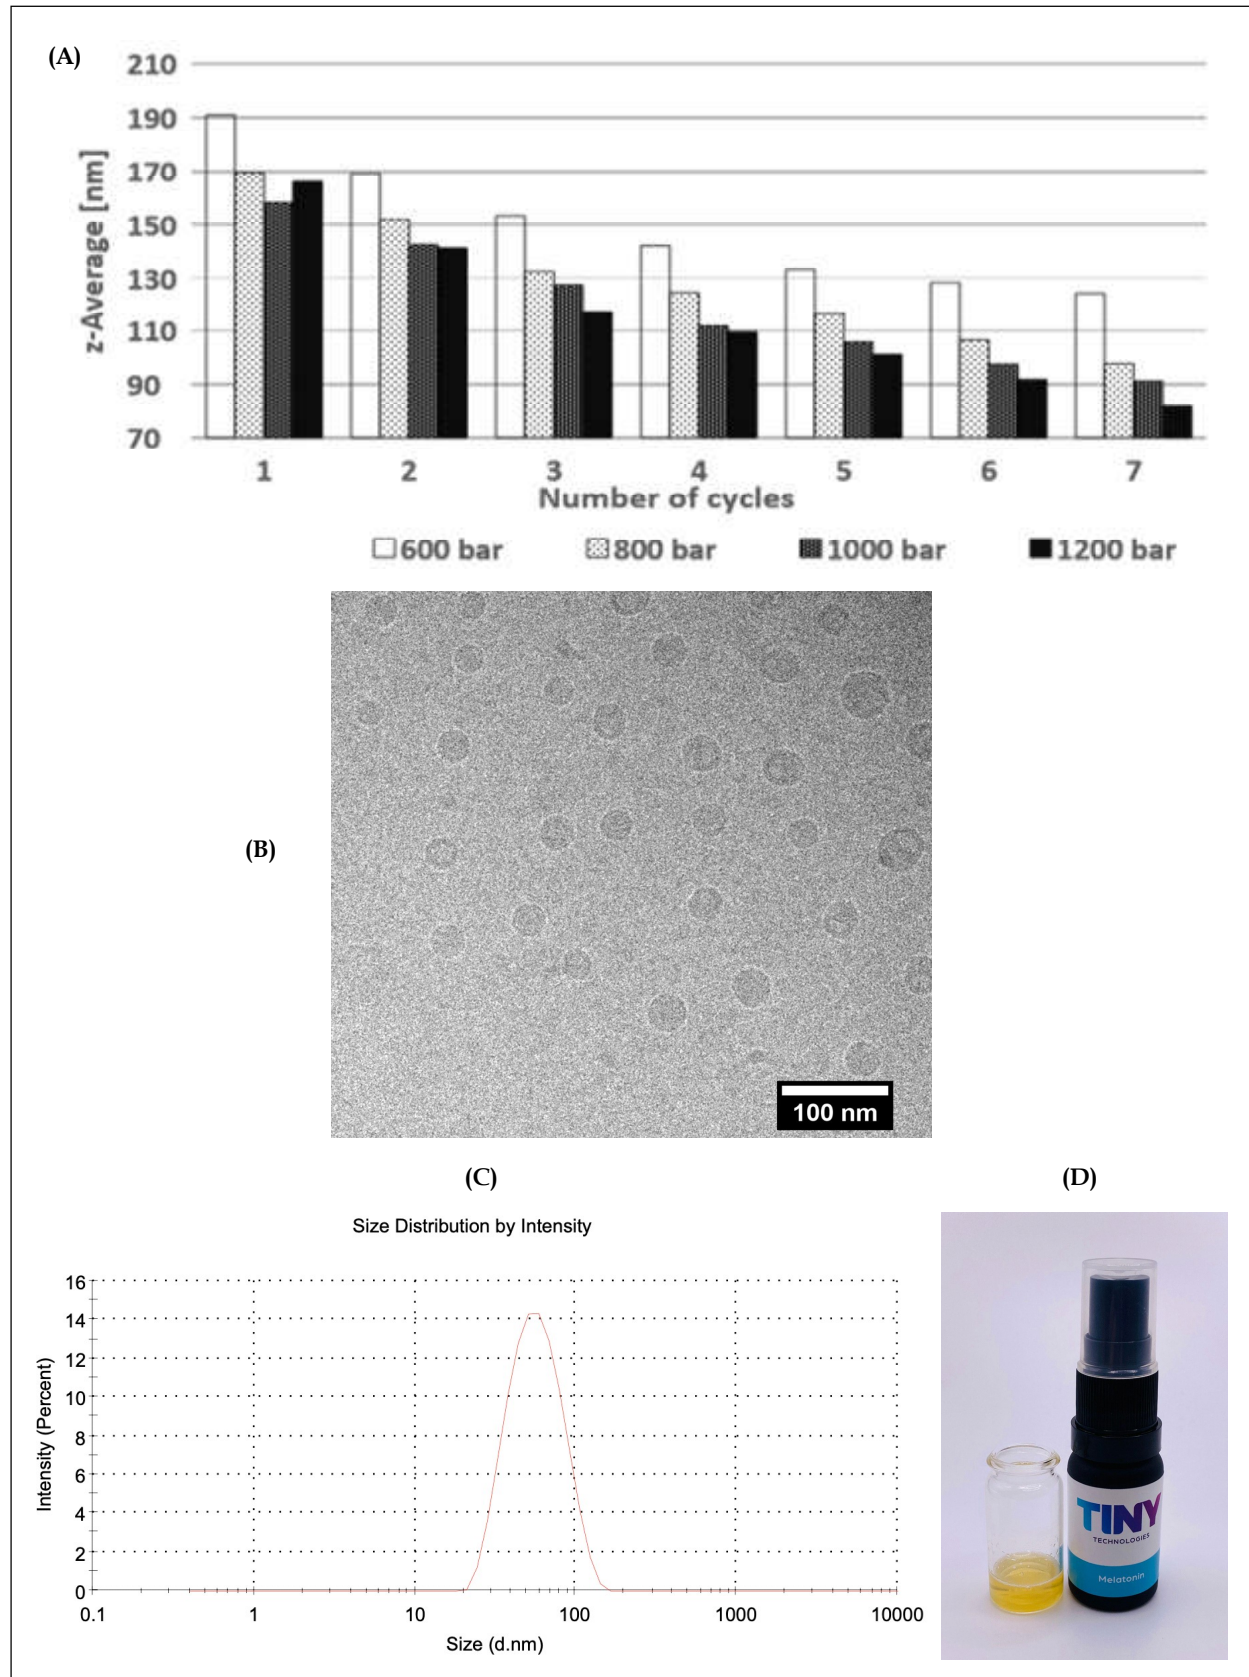 (A)
210
190
170
150
130
110
90
70
z-Average [nm]
1 2 3 4 5 6 7
Number of cycles
600 bar 800 bar 1000 bar 1200 bar
(B)
100 nm
(C)
Size Distribution by Intensity
16
14
12
10
8
6
4
2
0
Intensity (Percent)
0.1 1 10 100 1000 10000
Size (d.nm)
(D)
TINY
TECHNOLOGIES
Melatonin